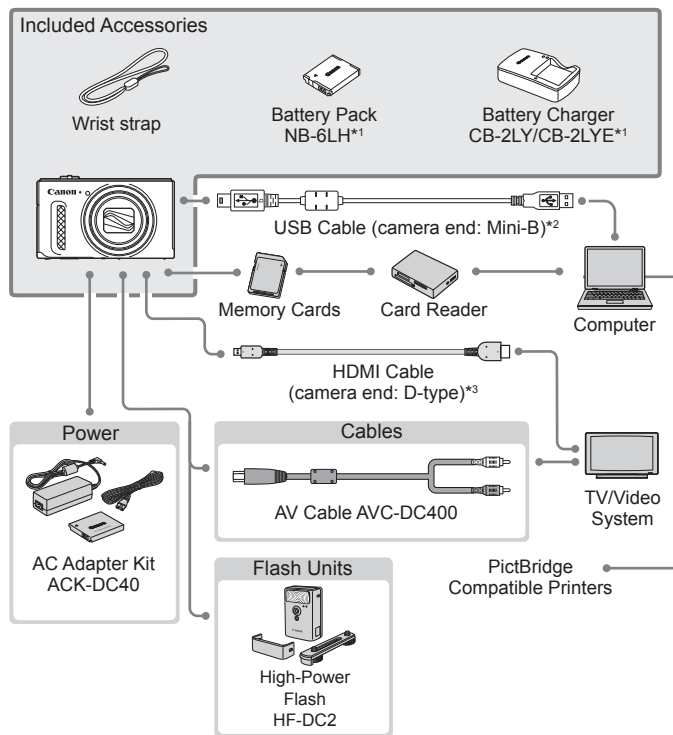 Included Accessories
Wrist strap
Battery Pack
NB-6LH*1
Battery Charger
CB-2LY/CB-2LYE*1
Canon
USB Cable (camera end: Mini-B)*2
Memory Cards
Card Reader
Computer
HDMI Cable
(camera end: D-type)*3
Power
AC Adapter Kit
ACK-DC40
Cables
AV Cable AVC-DC400
TV/Video
System
Flash Units
High-Power
Flash
HF-DC2
PictBridge
Compatible Printers